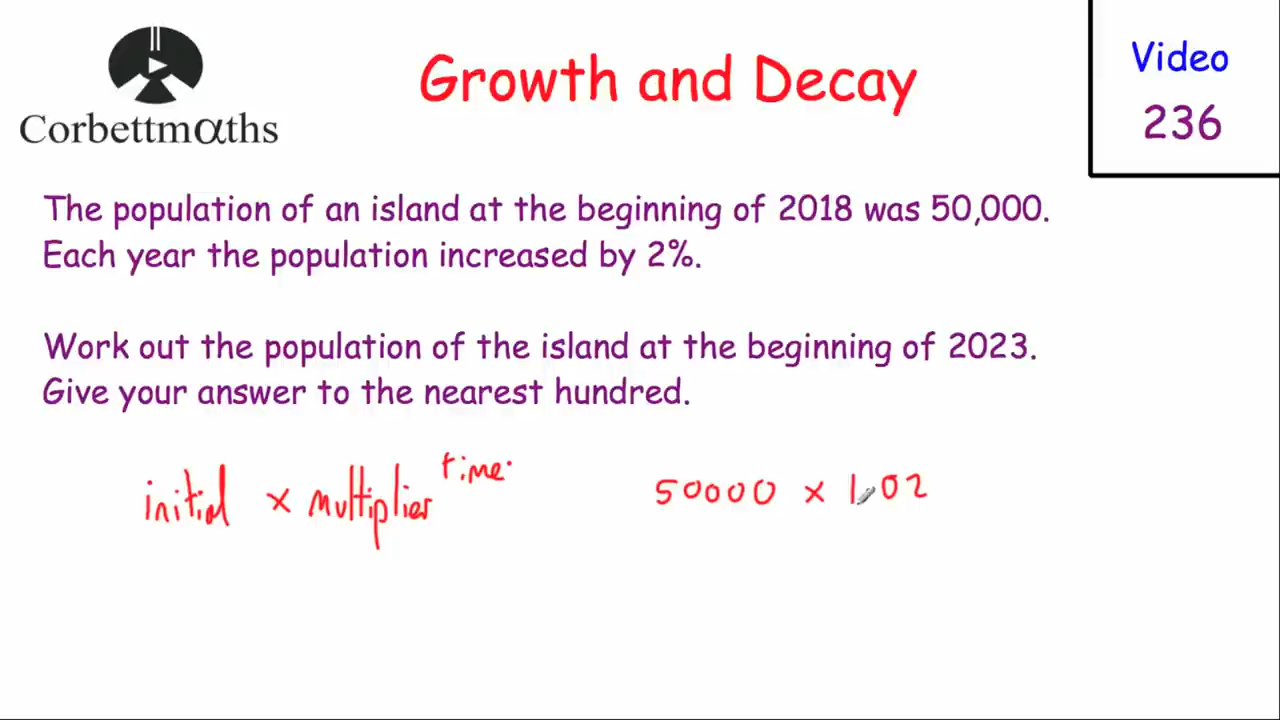 Corbettmαths
Growth and Decay
Video
236
The population of an island at the beginning of 2018 was 50,000.
Each year the population increased by 2%.
Work out the population of the island at the beginning of 2023.
Give your answer to the nearest hundred.
initial × multiplier time.
50000 × 1.02